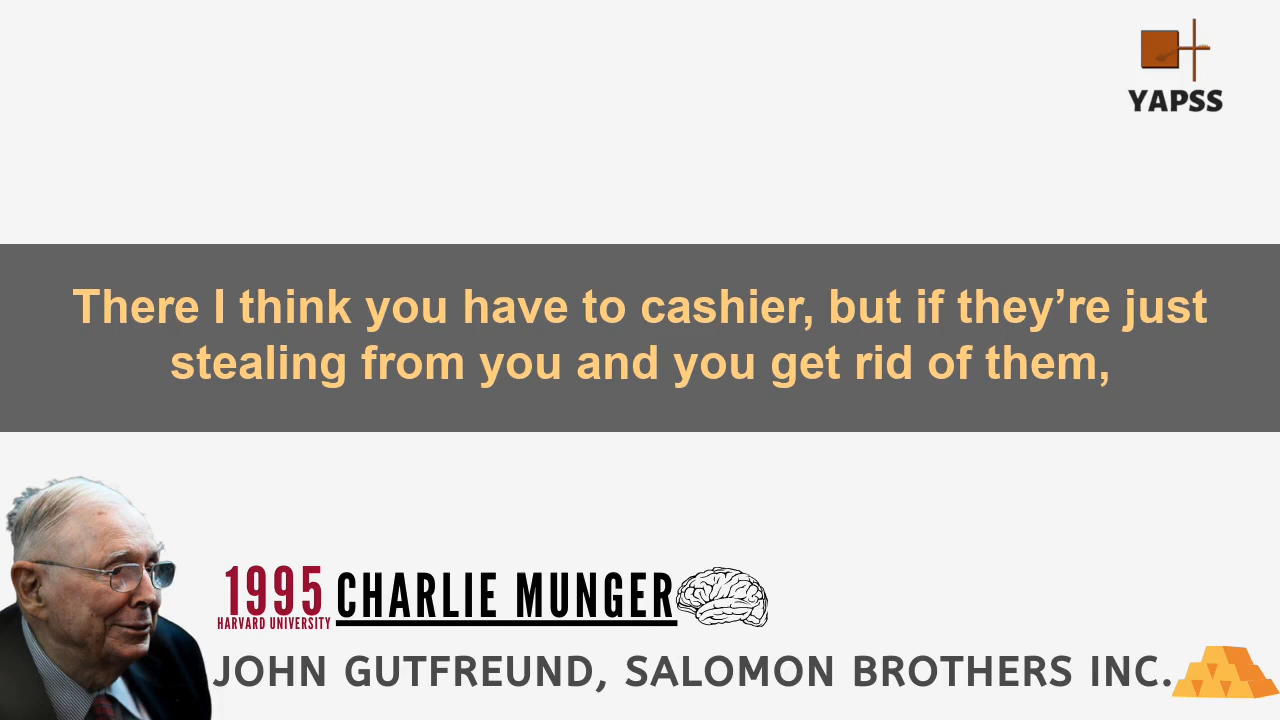 YAPSS
There I think you have to cashier, but if they’re just
stealing from you and you get rid of them,
1995 CHARLIE MUNGER
HARVARD UNIVERSITY
JOHN GUTFREUND, SALOMON BROTHERS INC.